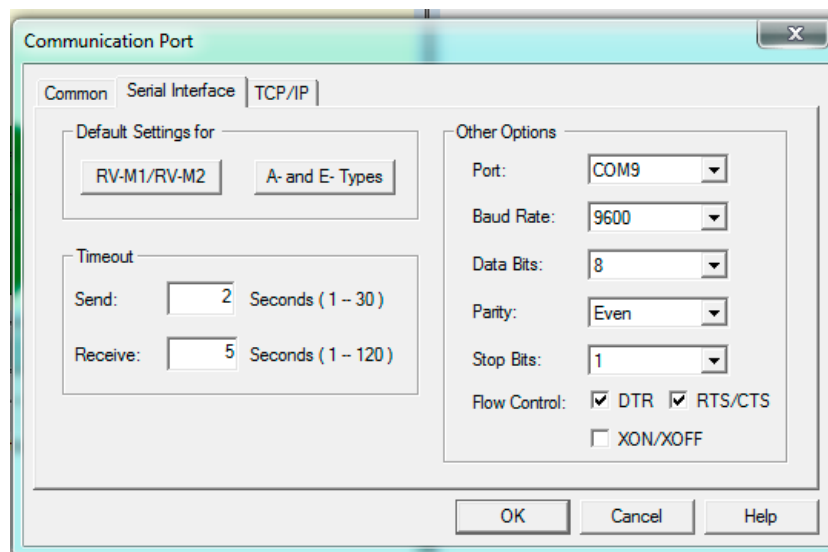 Communication Port
Common Serial Interface TCP/IP
Default Settings for
RV-M1/RV-M2 A- and E- Types
Timeout
Send: 2 Seconds ( 1 -- 30 )
Receive: 5 Seconds ( 1 -- 120 )
Other Options
Port: COM9
Baud Rate: 9600
Data Bits: 8
Parity: Even
Stop Bits: 1
Flow Control: DTR RTS/CTS
XON/XOFF
OK Cancel Help